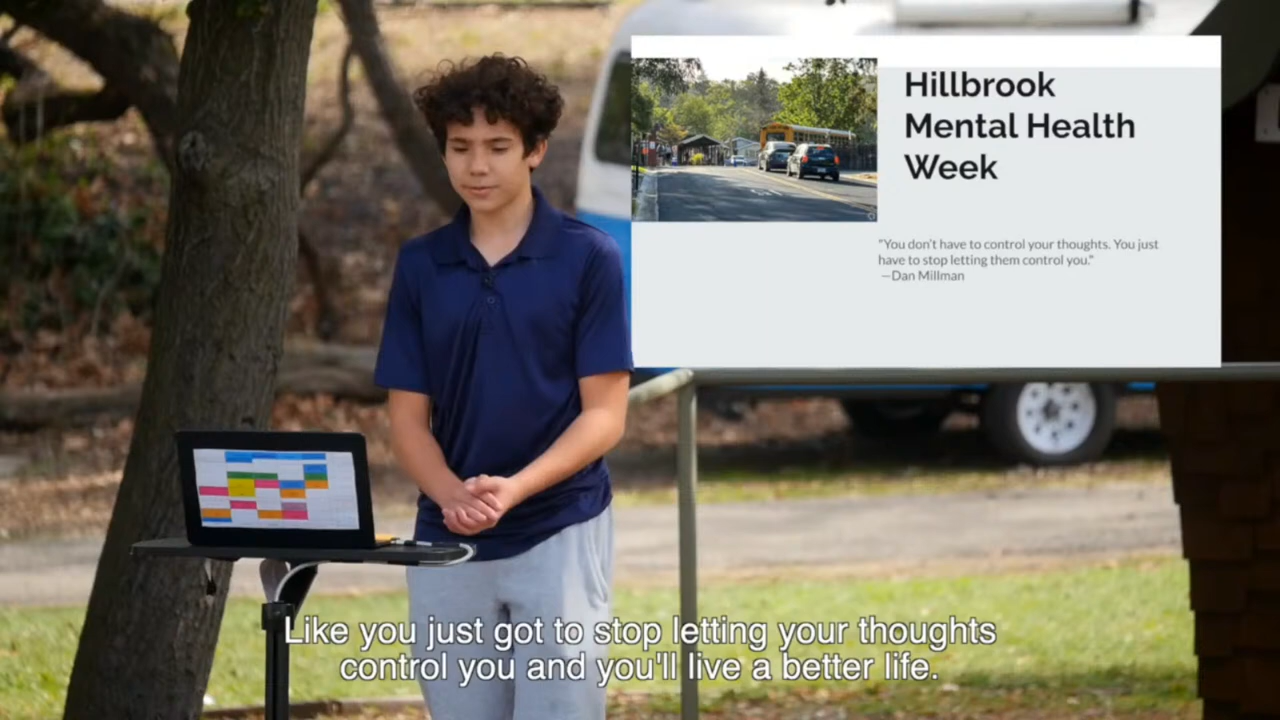 Hillbrook
Mental Health
Week
"You don't have to control your thoughts. You just
have to stop letting them control you."
—Dan Millman
Like you just got to stop letting your thoughts
control you and you'll live a better life.